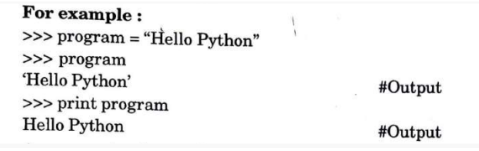 For example :
>>> program = “Hello Python”
>>> program
‘Hello Python’ #Output
>>> print program
Hello Python #Output